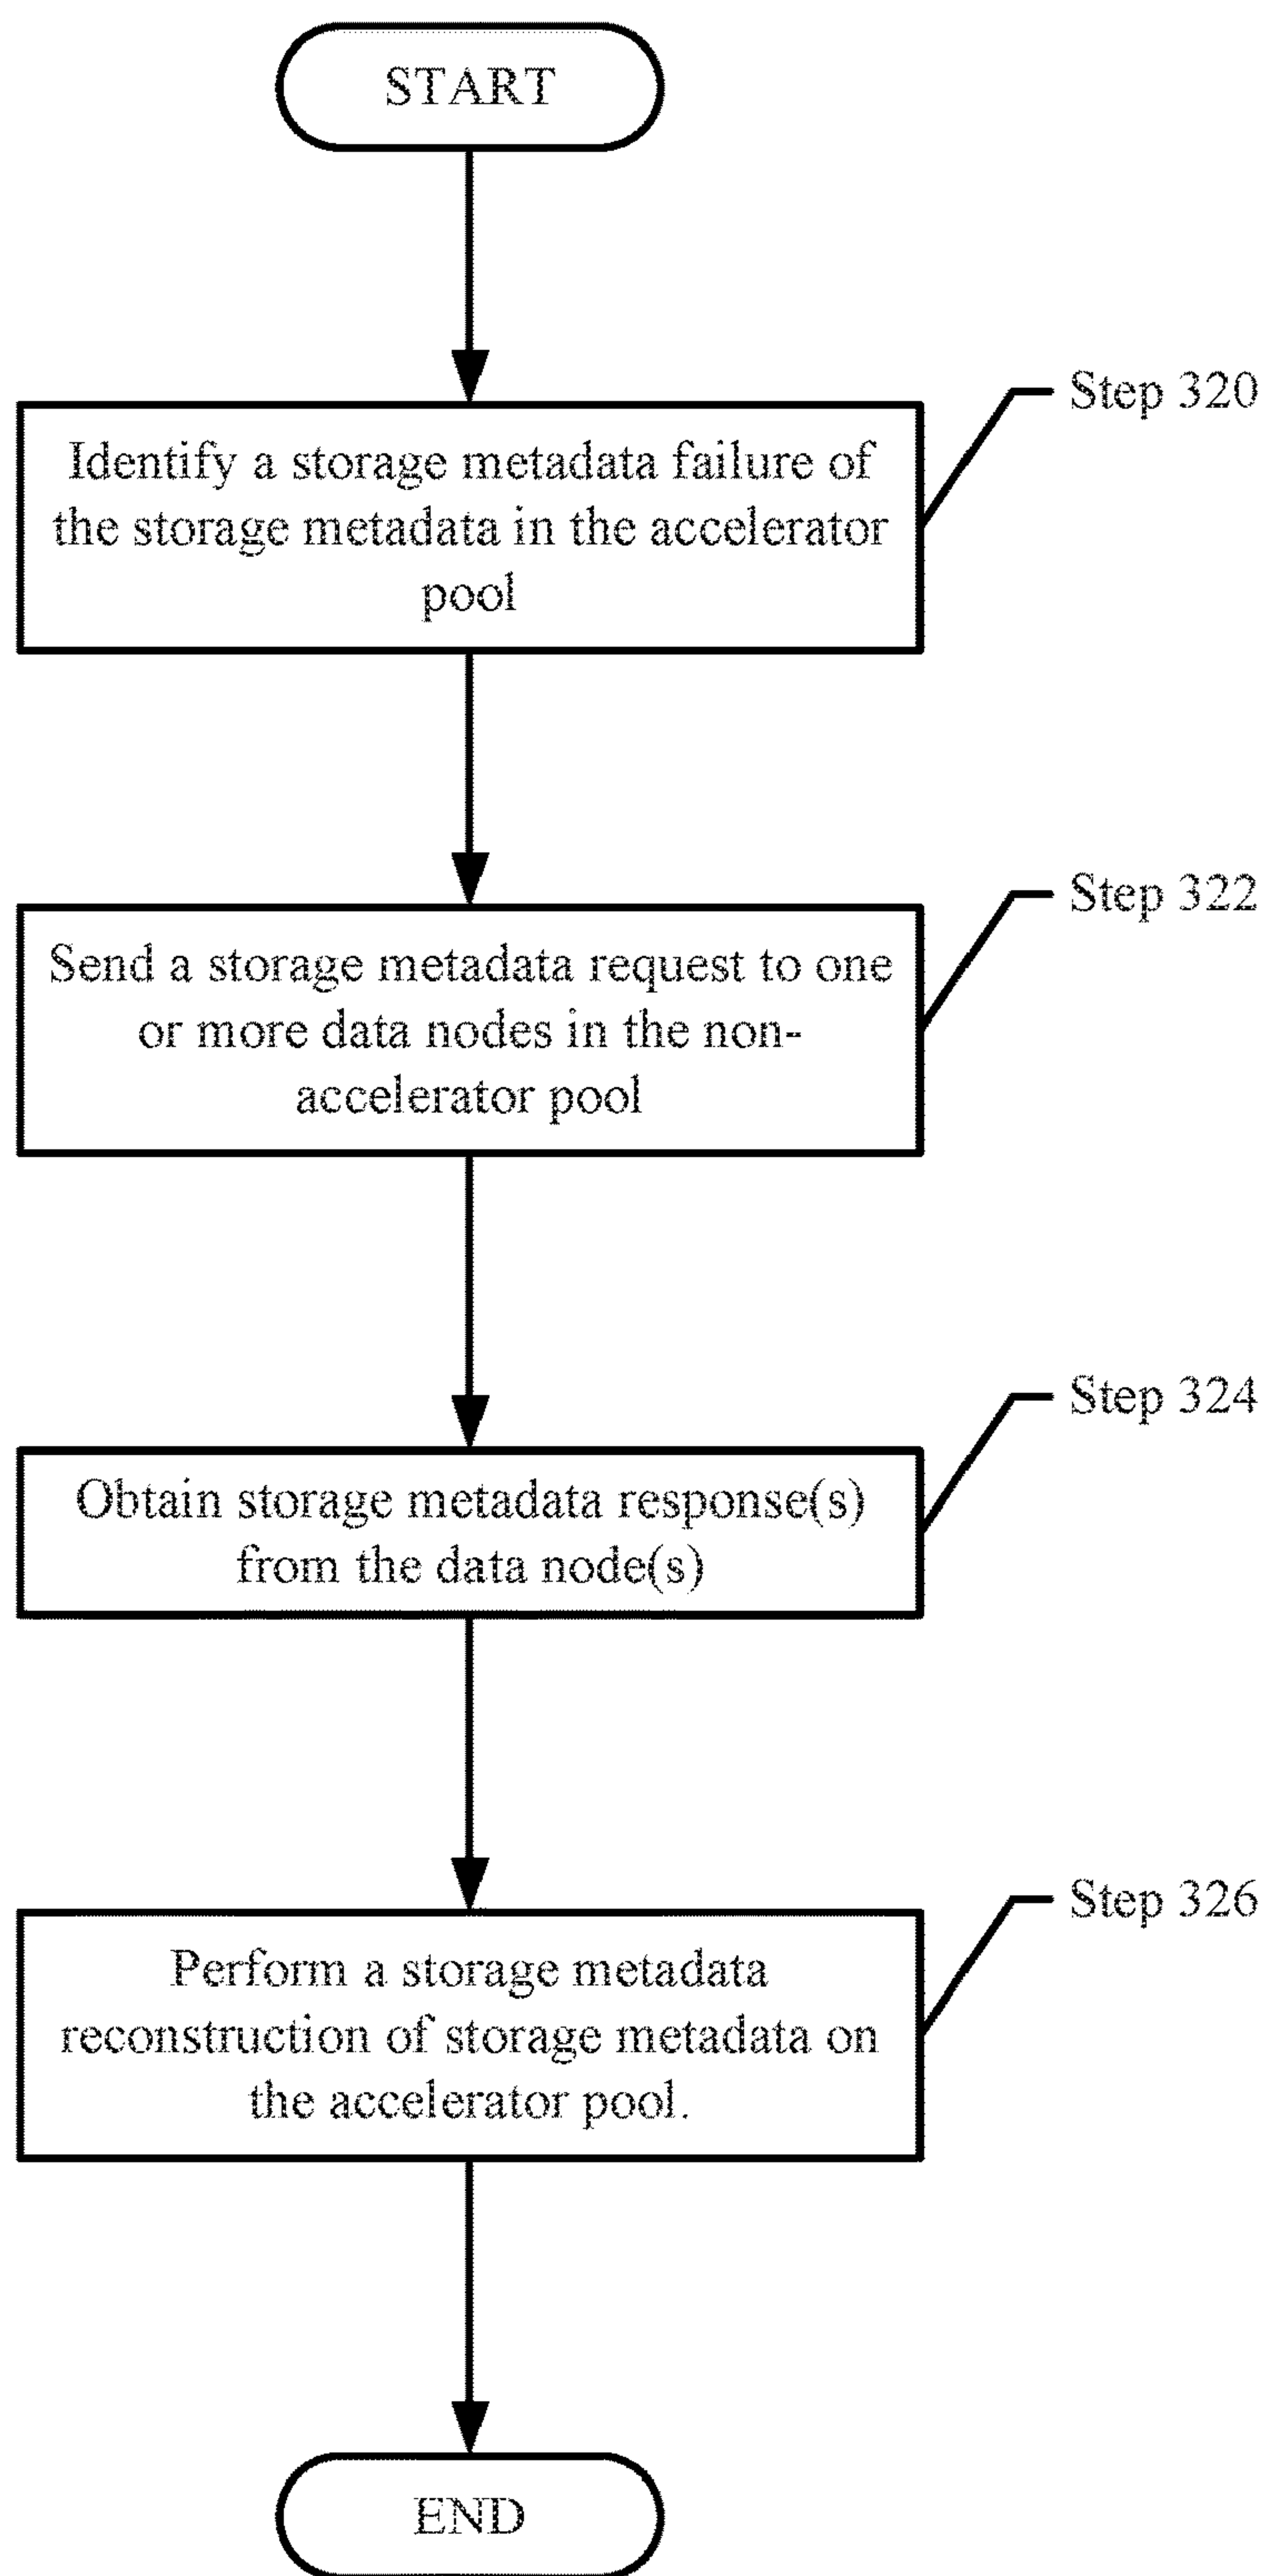 START
Step 320
Identify a storage metadata failure of
the storage metadata in the accelerator
pool
Step 322
Send a storage metadata request to one
or more data nodes in the non-
accelerator pool
Step 324
Obtain storage metadata response(s)
from the data node(s)
Step 326
Perform a storage metadata
reconstruction of storage metadata on
the accelerator pool.
END